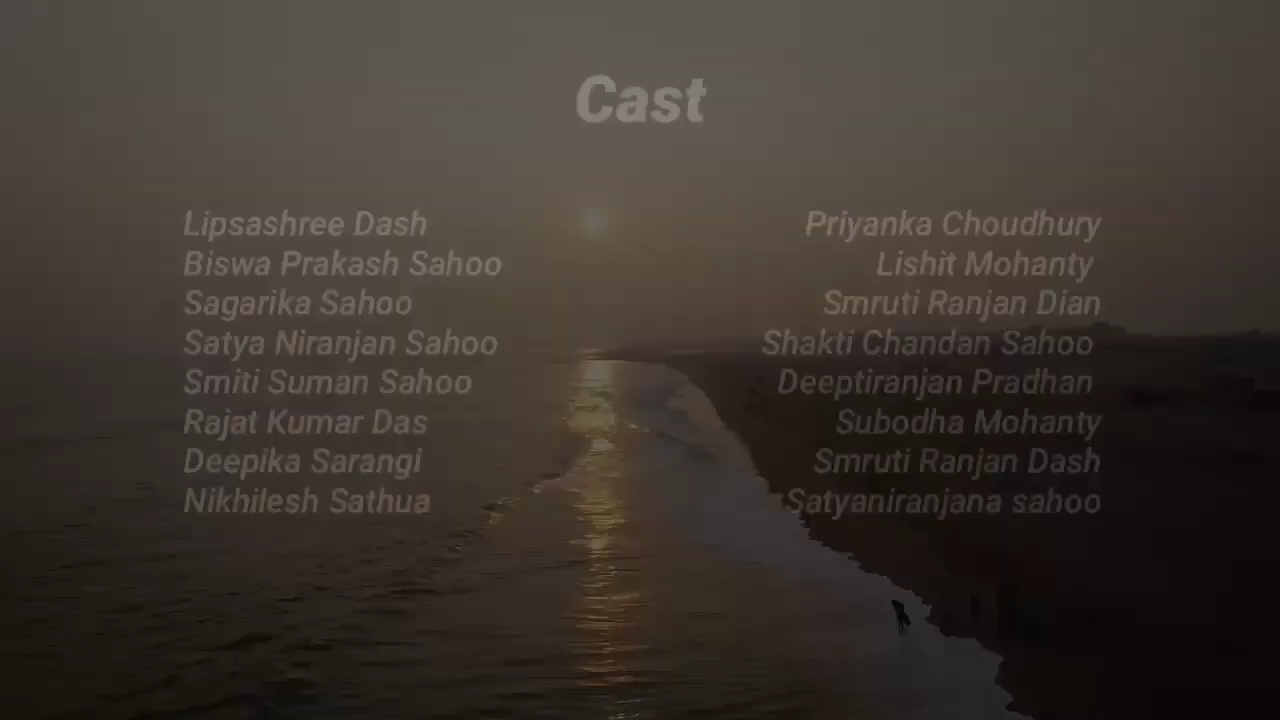 Cast
Lipsashree Dash
Biswa Prakash Sahoo
Sagarika Sahoo
Satya Niranjan Sahoo
Smiti Suman Sahoo
Rajat Kumar Das
Deepika Sarangi
Nikhilesh Sathua
Priyanka Choudhury
Lishit Mohanty
Smruti Ranjan Dian
Shakti Chandan Sahoo
Deeptiranjan Pradhan
Subodha Mohanty
Smruti Ranjan Dash
Satyaniranjana sahoo